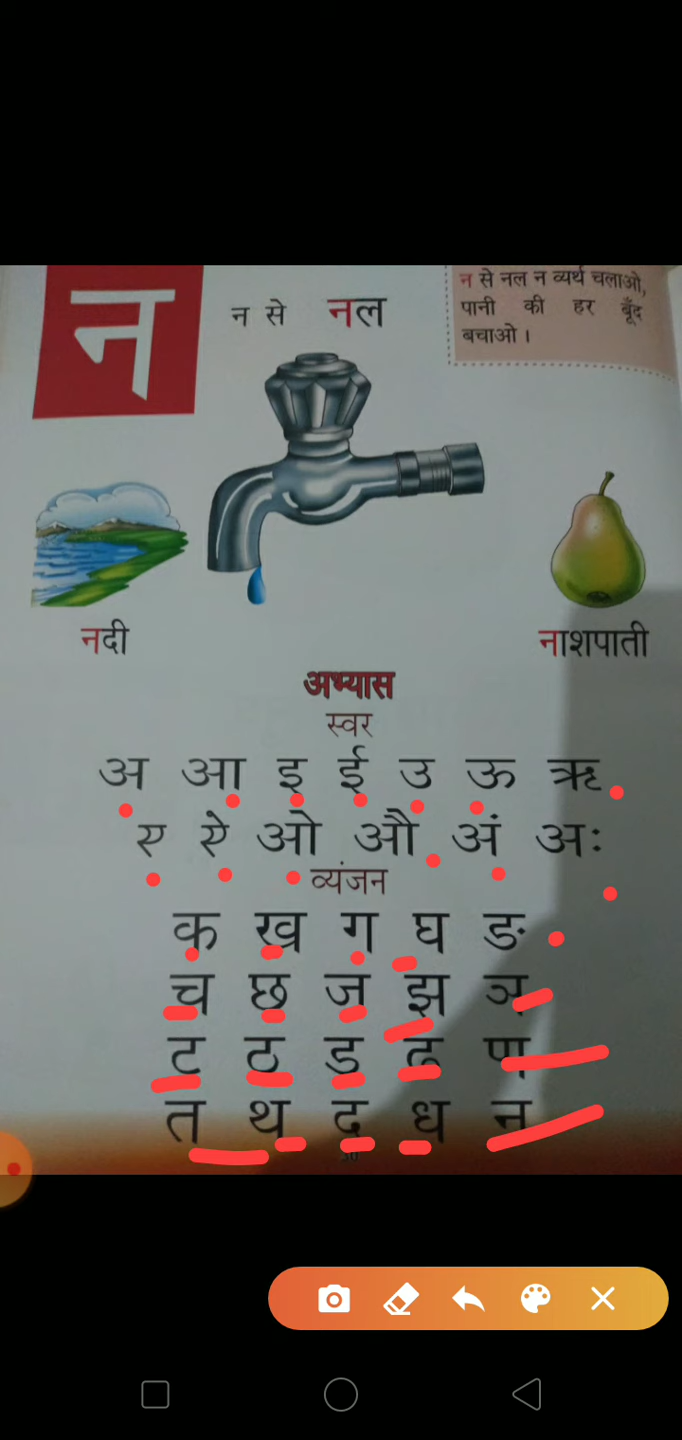 न
न से नल
न से नल न व्यर्थ चलाओ,
पानी की हर बूँद
बचाओ ।
नदी
नाशपाती
अभ्यास
स्वर
अ आ इ ई उ ऊ ऋ
ए ऐ ओ औ अं अः
व्यंजन
क ख ग घ ङ
च छ ज झ ञ
ट ठ ड ढ ण
त थ द ध न